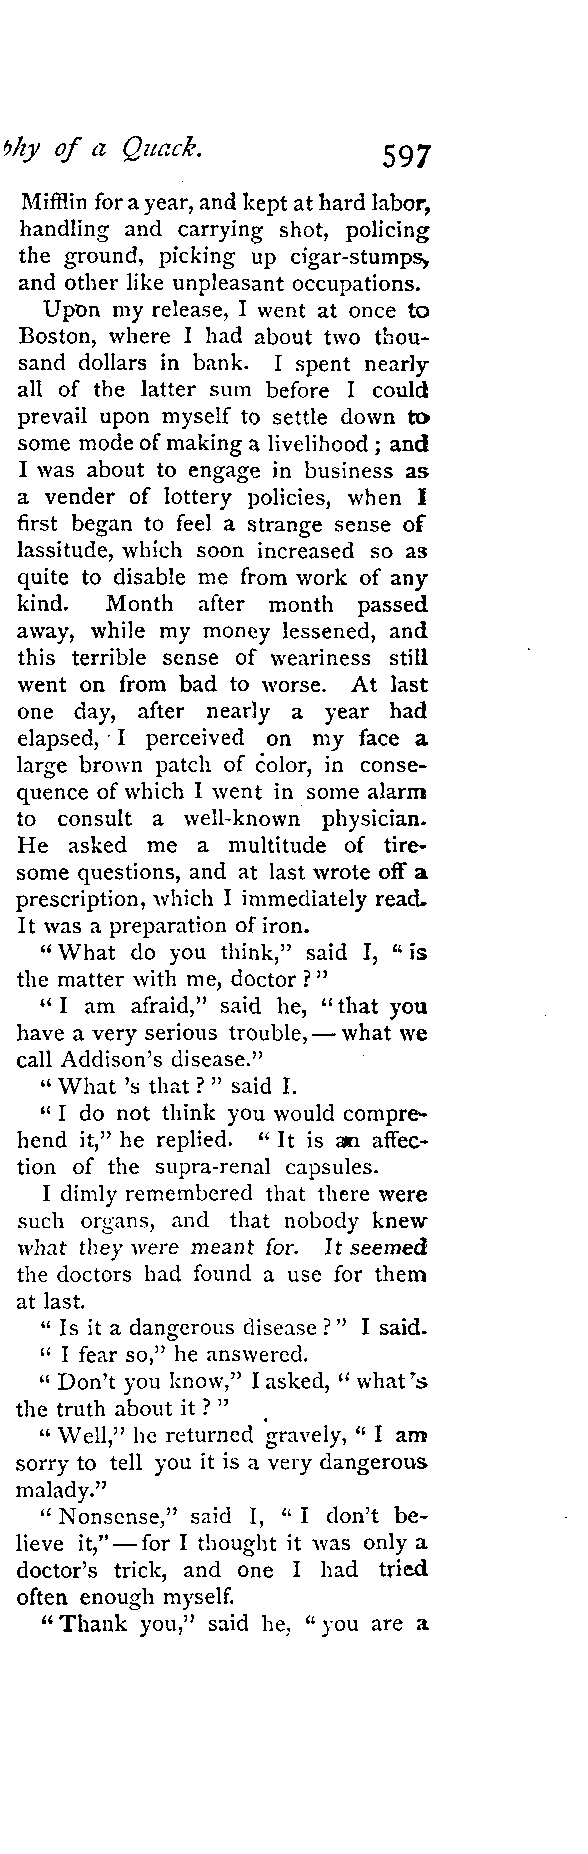 phy of a Quack. 597
Mifflin for a year, and kept at hard labor,
handling and carrying shot, policing
the ground, picking up cigar-stumps,
and other like unpleasant occupations.
Upon my release, I went at once to
Boston, where I had about two thou-
sand dollars in bank. I spent nearly
all of the latter sum before I could
prevail upon myself to settle down to
some mode of making a livelihood; and
I was about to engage in business as
a vender of lottery policies, when I
first began to feel a strange sense of
lassitude, which soon increased so as
quite to disable me from work of any
kind. Month after month passed
away, while my money lessened, and
this terrible sense of weariness still
went on from bad to worse. At last
one day, after nearly a year had
elapsed, I perceived on my face a
large brown patch of color, in conse-
quence of which I went in some alarm
to consult a well-known physician.
He asked me a multitude of tire-
some questions, and at last wrote off a
prescription, which I immediately read.
It was a preparation of iron.
"What do you think," said I, "is
the matter with me, doctor?"
"I am afraid," said he, "that you
have a very serious trouble,—what we
call Addison's disease."
"What 's that?" said I.
"I do not think you would compre-
hend it," he replied. "It is an affec-
tion of the supra-renal capsules.
I dimly remembered that there were
such organs, and that nobody knew
what they were meant for. It seemed
the doctors had found a use for them
at last.
"Is it a dangerous disease?" I said.
"I fear so," he answered.
"Don't you know," I asked, "what's
the truth about it?"
"Well," he returned gravely, "I am
sorry to tell you it is a very dangerous
malady."
"Nonsense," said I, "I don't be-
lieve it,"—for I thought it was only a
doctor's trick, and one I had tried
often enough myself.
"Thank you," said he, "you are a